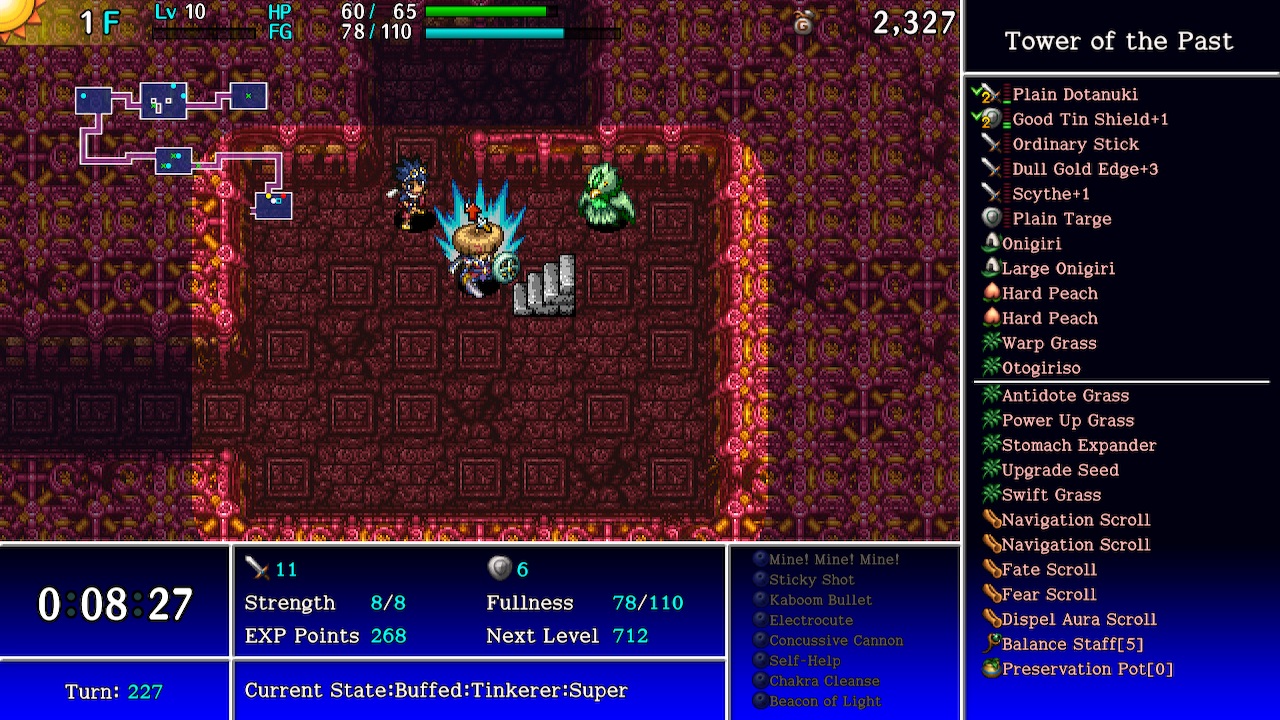 1F Lv 10 HP 60/ 65 2,327
FG 78/110
Tower of the Past
2 Plain Dotanuki
2 Good Tin Shield+1
Ordinary Stick
Dull Gold Edge+3
Scythe+1
Plain Targe
Onigiri
Large Onigiri
Hard Peach
Hard Peach
Warp Grass
Otogiriso
Antidote Grass
Power Up Grass
Stomach Expander
Upgrade Seed
Swift Grass
Navigation Scroll
Navigation Scroll
Fate Scroll
Fear Scroll
Dispel Aura Scroll
Balance Staff[5]
Preservation Pot[0]
0:08:27
Turn: 227
11 6
Strength 8/8 Fullness 78/110
EXP Points 268 Next Level 712
Current State:Buffed:Tinkerer:Super
Mine! Mine! Mine!
Sticky Shot
Kaboom Bullet
Electrocute
Concussive Cannon
Self-Help
Chakra Cleanse
Beacon of Light